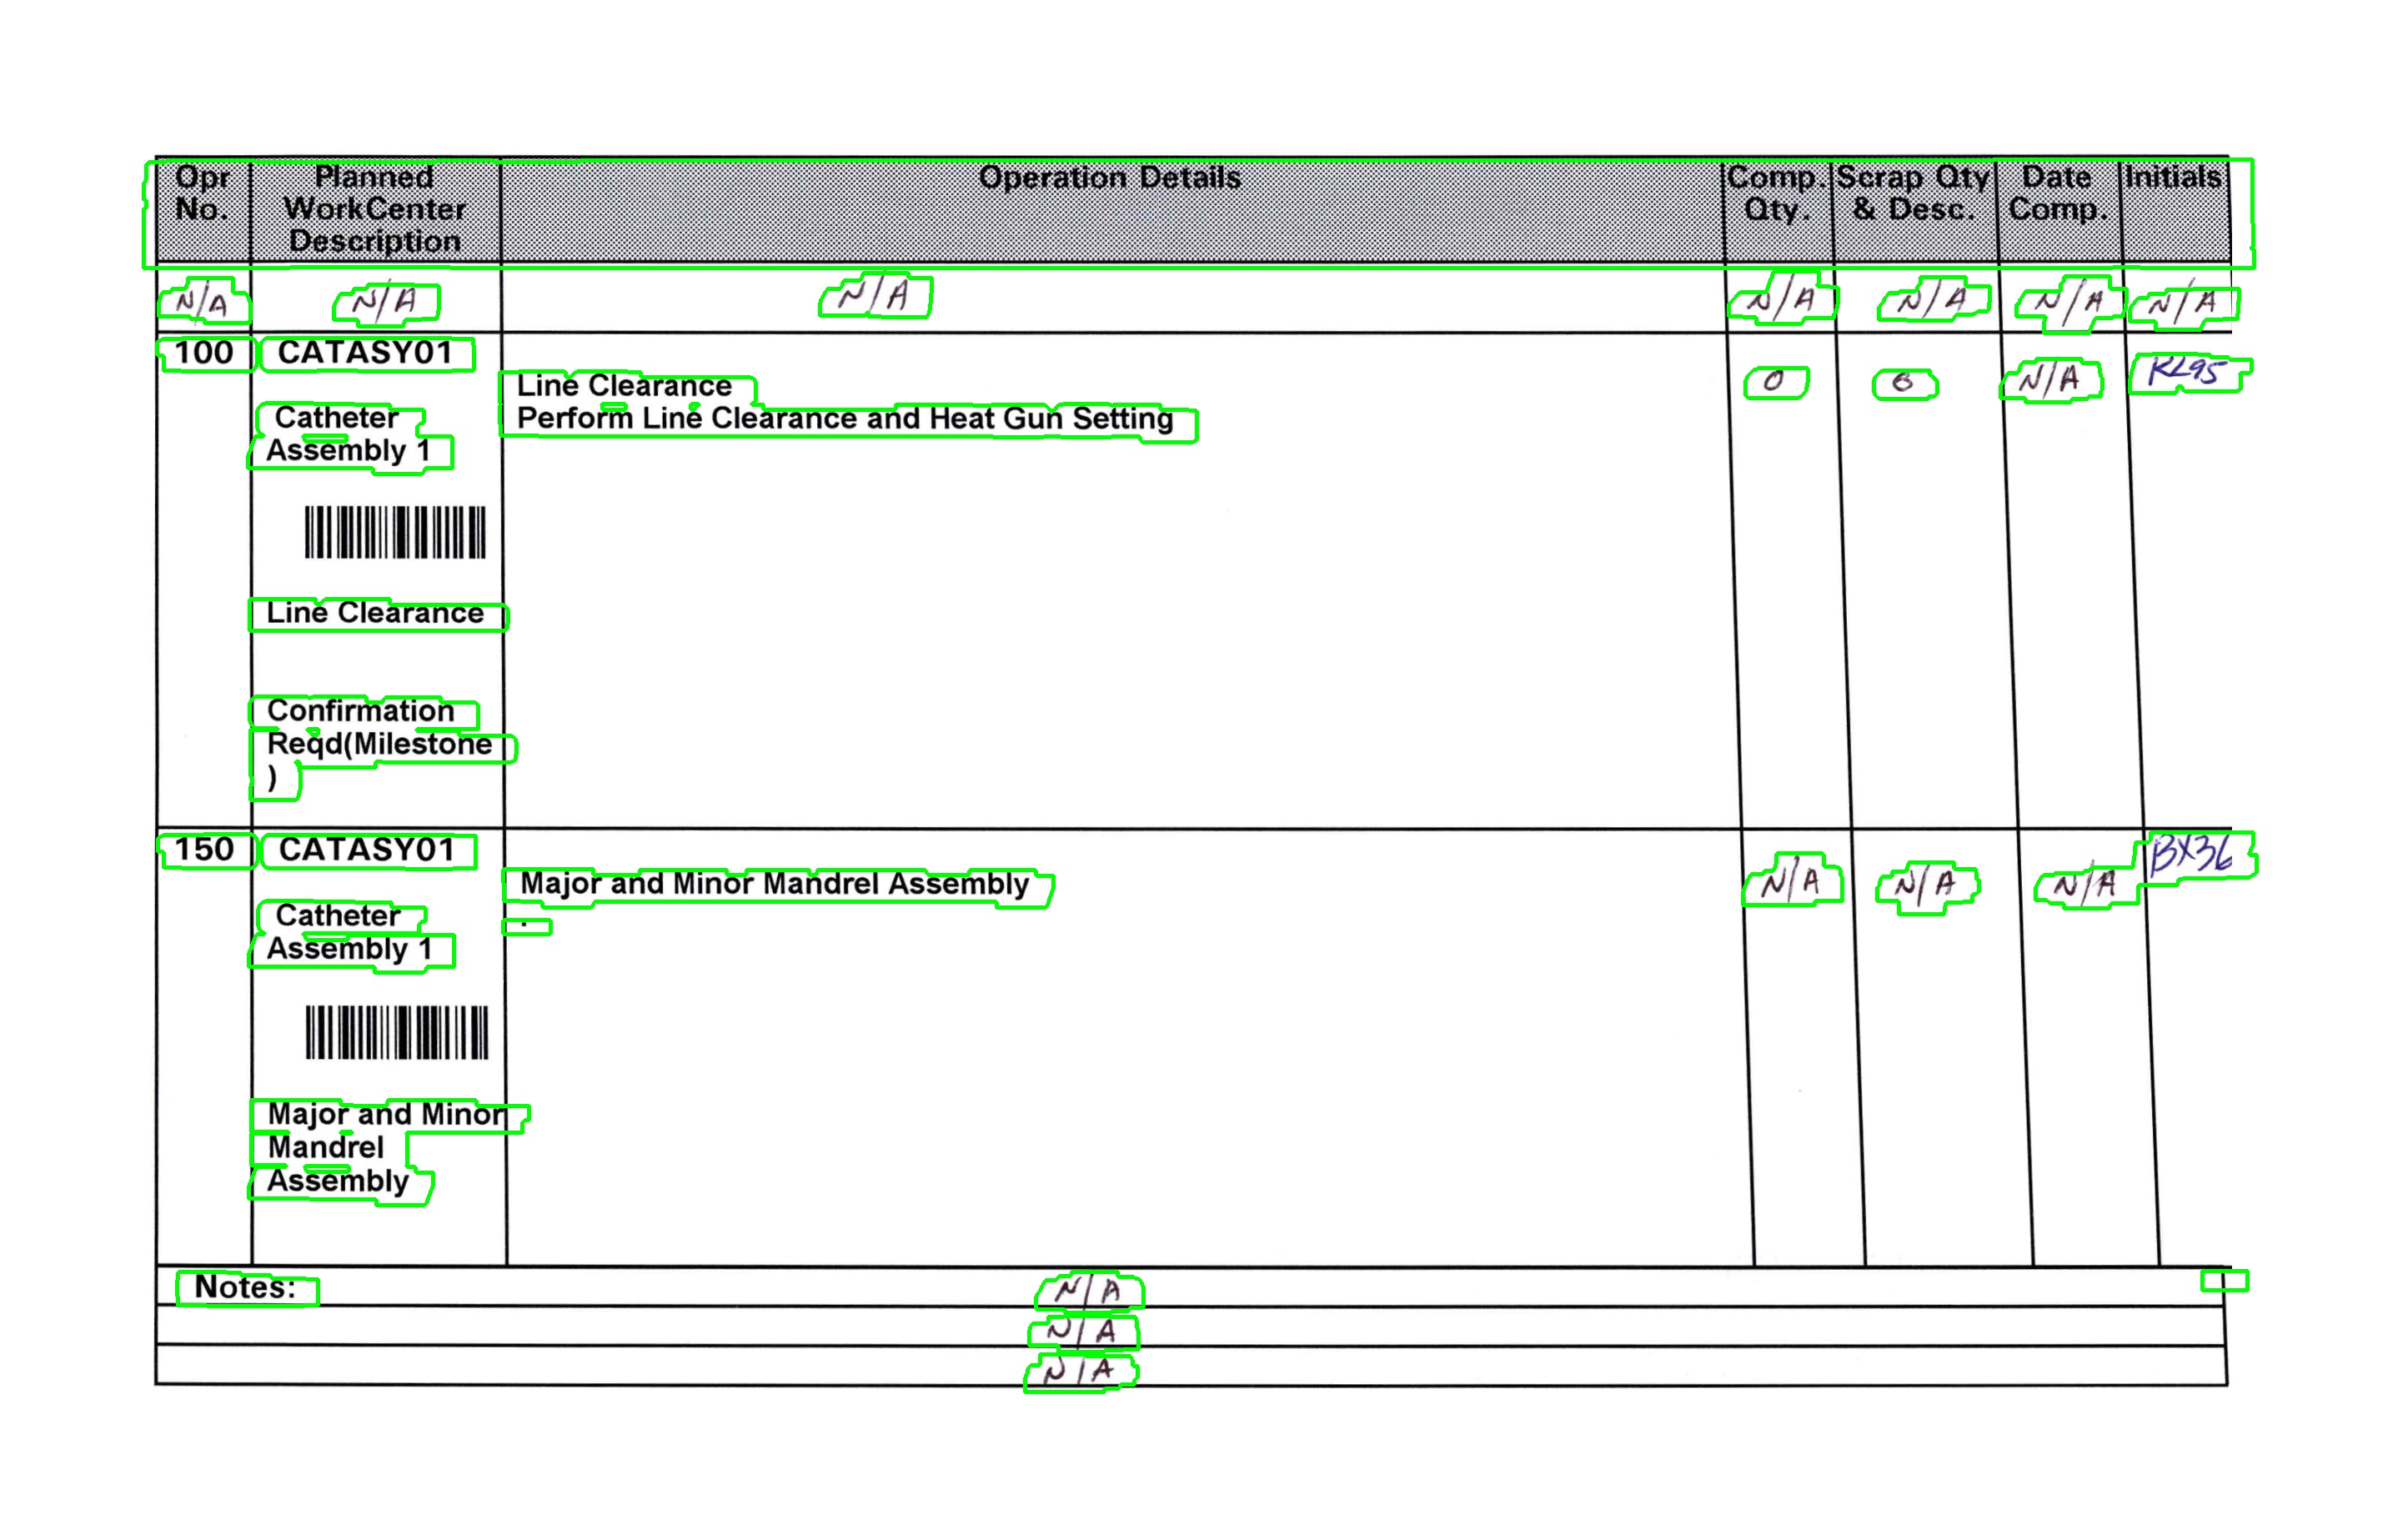 Opr No. Planned WorkCenter Description Operation Details Comp. Qty. Scrap Qty & Desc. Date Comp. Initials
N/A N/A N/A N/A N/A N/A N/A
100 CATASY01
Line Clearance 0 0 N/A KL95
Catheter Perform Line Clearance and Heat Gun Setting
Assembly 1
Line Clearance
Confirmation
Reqd(Milestone
)
150 CATASY01 BX36
Major and Minor Mandrel Assembly N/A N/A N/A
Catheter .
Assembly 1
Major and Minor
Mandrel
Assembly
Notes: N/A
N/A
N/A